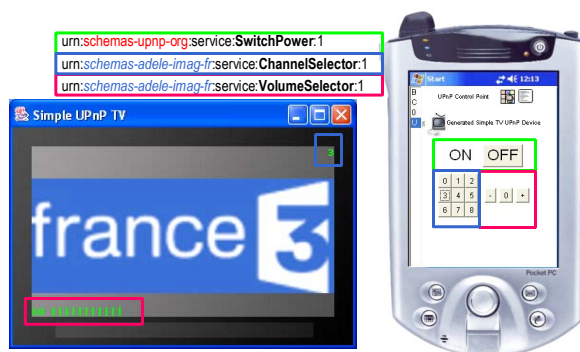 urn:schemas-upnp-org:service:SwitchPower:1
urn:schemas-adele-imag-fr:service:ChannelSelector:1
urn:schemas-adele-imag-fr:service:VolumeSelector:1
Simple UPnP TV
3
france 3
Start 12:13
UPnP Control Point
Generated Simple TV UPnP Device
ON OFF
0 1 2
3 4 5
6 7 8
- 0 +
Pocket PC